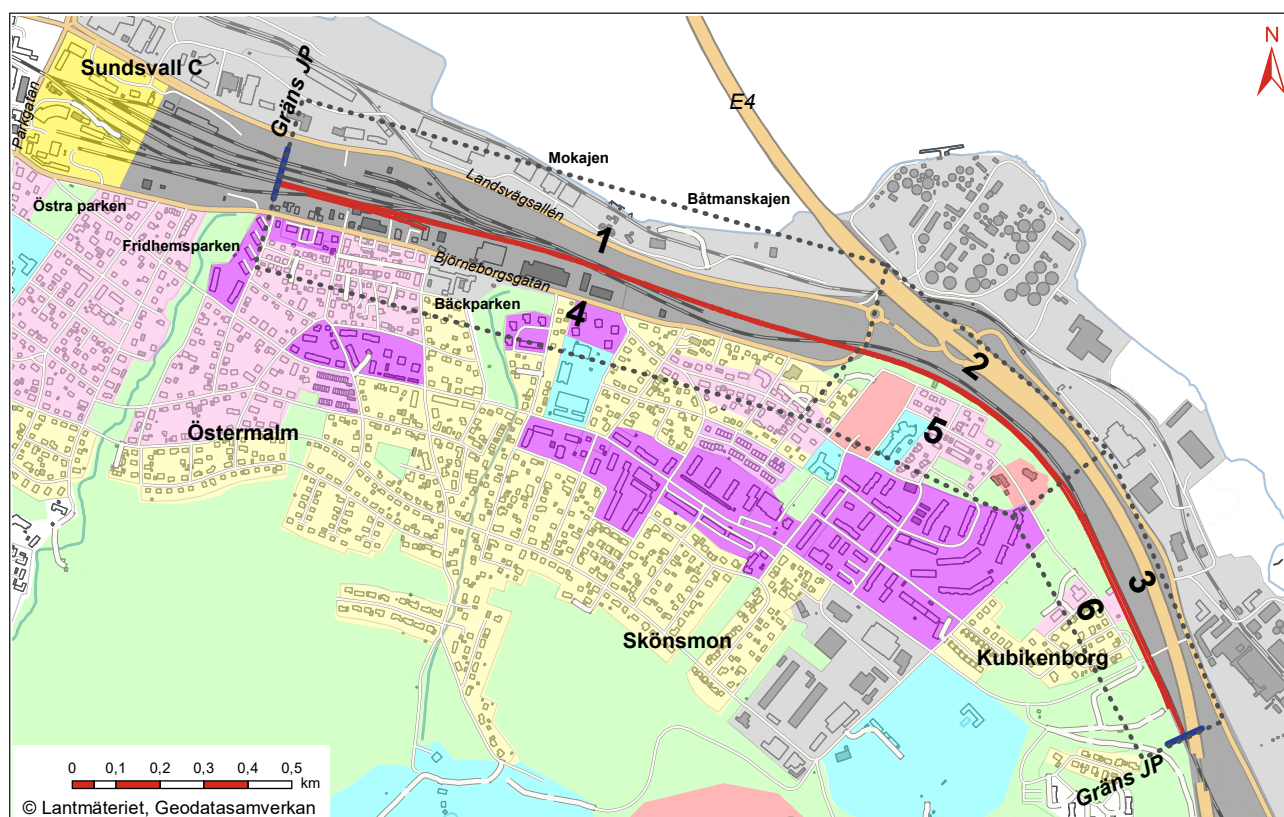 N
Sundsvall C
Gräns JP
Parkgatan
E4
Mokajen
Landsvägsallén
Båtmanskajen
Östra parken
Fridhemsparken
1
Björneborgsgatan
Bäckparken
4
2
5
Östermalm
3
6
Skönsmon
Kubikenborg
Gräns JP
0 0,1 0,2 0,3 0,4 0,5
km
© Lantmäteriet, Geodatasamverkan